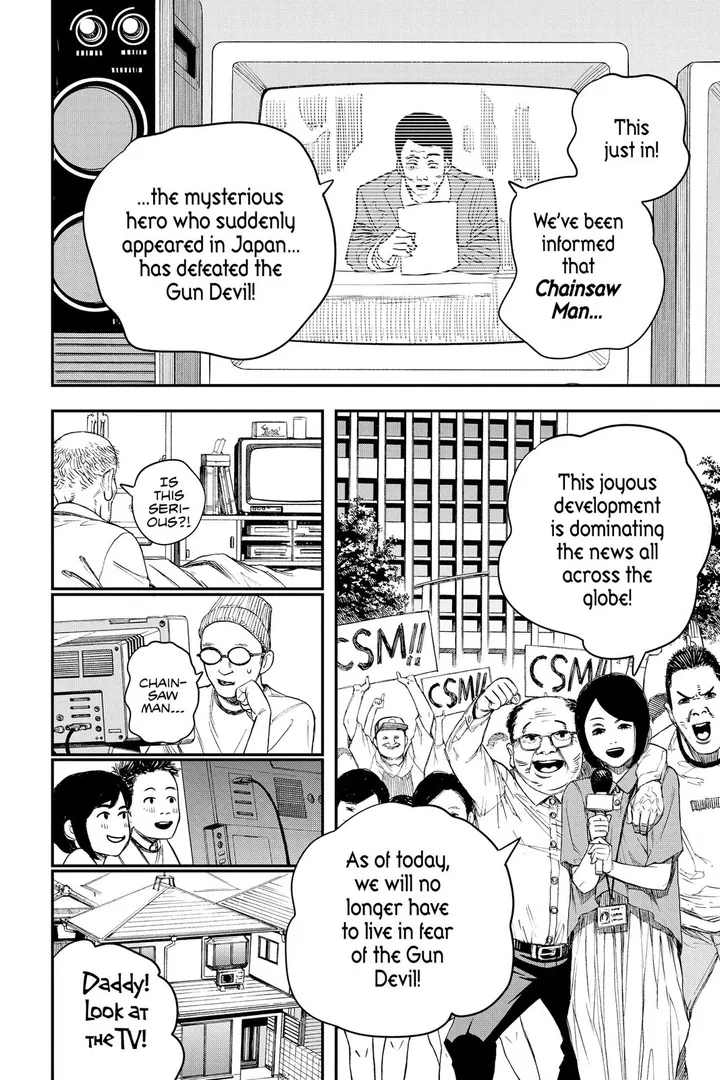 This
just in!
We've been
informed
that
Chainsaw
Man...
...the mysterious
hero who suddenly
appeared in Japan...
has defeated the
Gun Devil!
This joyous
development
is dominating
the news all
across the
globe!
CSM!!
CSM!!
CSM
As of today,
we will no
longer have
to live in fear
of the Gun
Devil!
IS
THIS
SERI-
OUS?!
CHAIN-
SAW
MAN...
Daddy!
Look at
the TV!